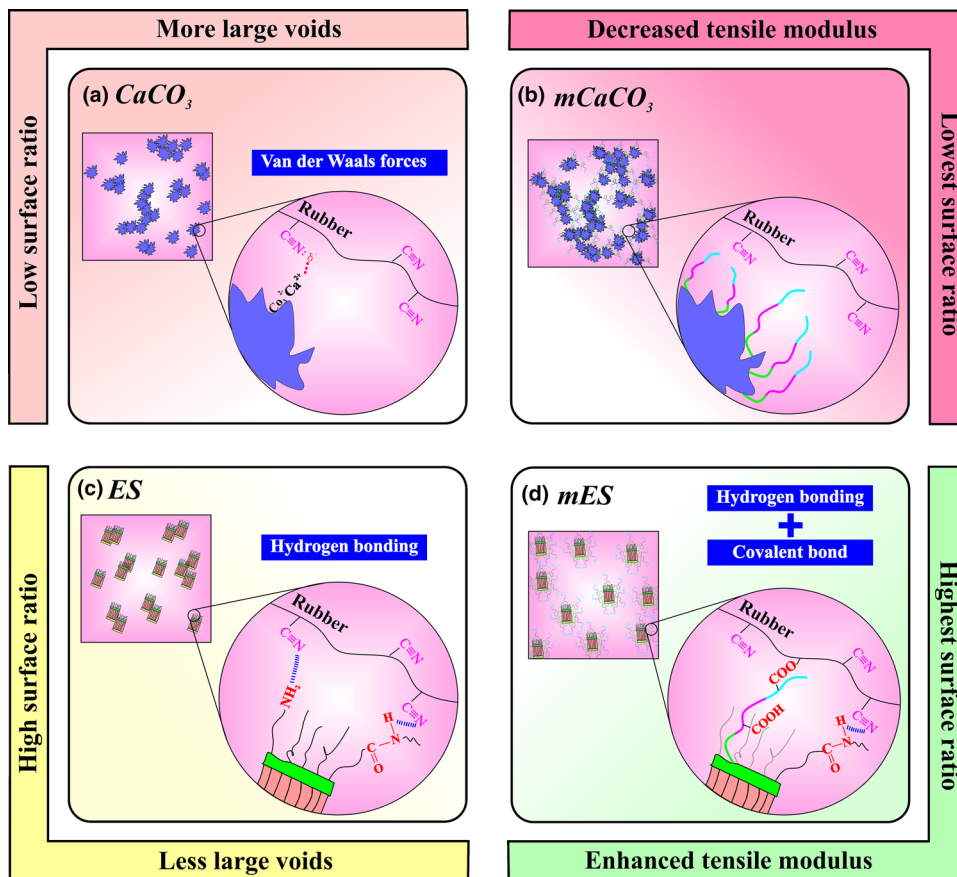 More large voids
Decreased tensile modulus
Low surface ratio
(a) CaCO₃
Van der Waals forces
Rubber
C≡N: δ⁻
C≡N
C≡N
Co₃²⁻ Ca²⁺
(b) mCaCO₃
Rubber
C≡N
C≡N
C≡N
Lowest surface ratio
High surface ratio
(c) ES
Hydrogen bonding
Rubber
C≡N
C≡N
C≡N
NH₂
H
C–N
O
(d) mES
Hydrogen bonding
+
Covalent bond
Rubber
C≡N
COO
COOH
C≡N
H
C–N
O
Highest surface ratio
Less large voids
Enhanced tensile modulus